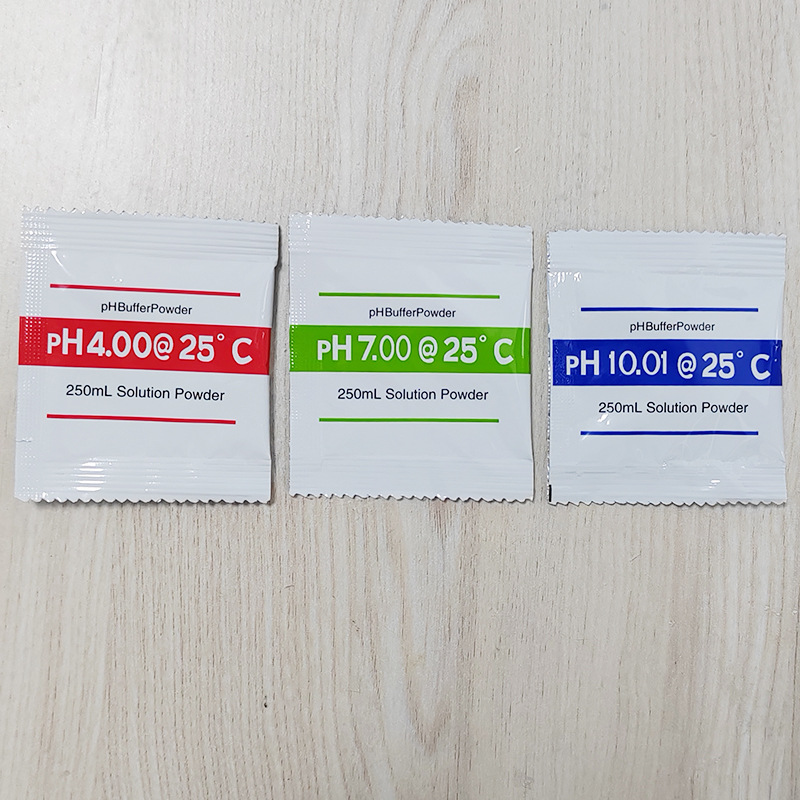 pHBufferPowder
pH 4.00@ 25° C
250mL Solution Powder
pHBufferPowder
pH 7.00 @ 25° C
250mL Solution Powder
pHBufferPowder
pH 10.01 @ 25° C
250mL Solution Powder